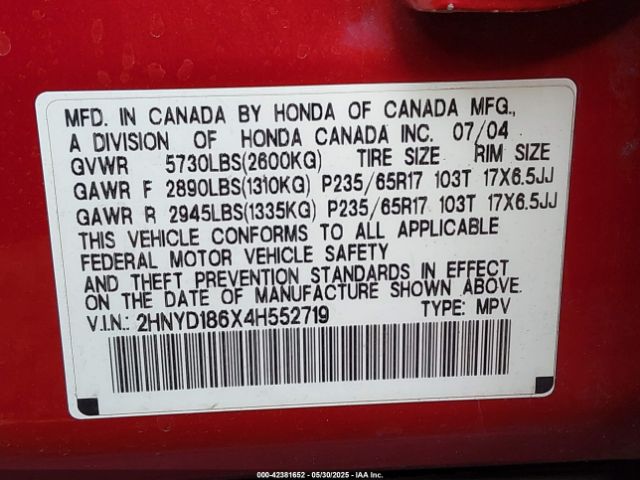 MFD. IN CANADA BY HONDA OF CANADA MFG.,
A DIVISION OF HONDA CANADA INC. 07/04
GVWR 5730LBS(2600KG) TIRE SIZE RIM SIZE
GAWR F 2890LBS(1310KG) P235/65R17 103T 17X6.5JJ
GAWR R 2945LBS(1335KG) P235/65R17 103T 17X6.5JJ
THIS VEHICLE CONFORMS TO ALL APPLICABLE
FEDERAL MOTOR VEHICLE SAFETY
AND THEFT PREVENTION STANDARDS IN EFFECT
ON THE DATE OF MANUFACTURE SHOWN ABOVE.
V.I.N.: 2HNYD186X4H552719 TYPE: MPV
000-42381652 - 05/30/2025 - IAA Inc.